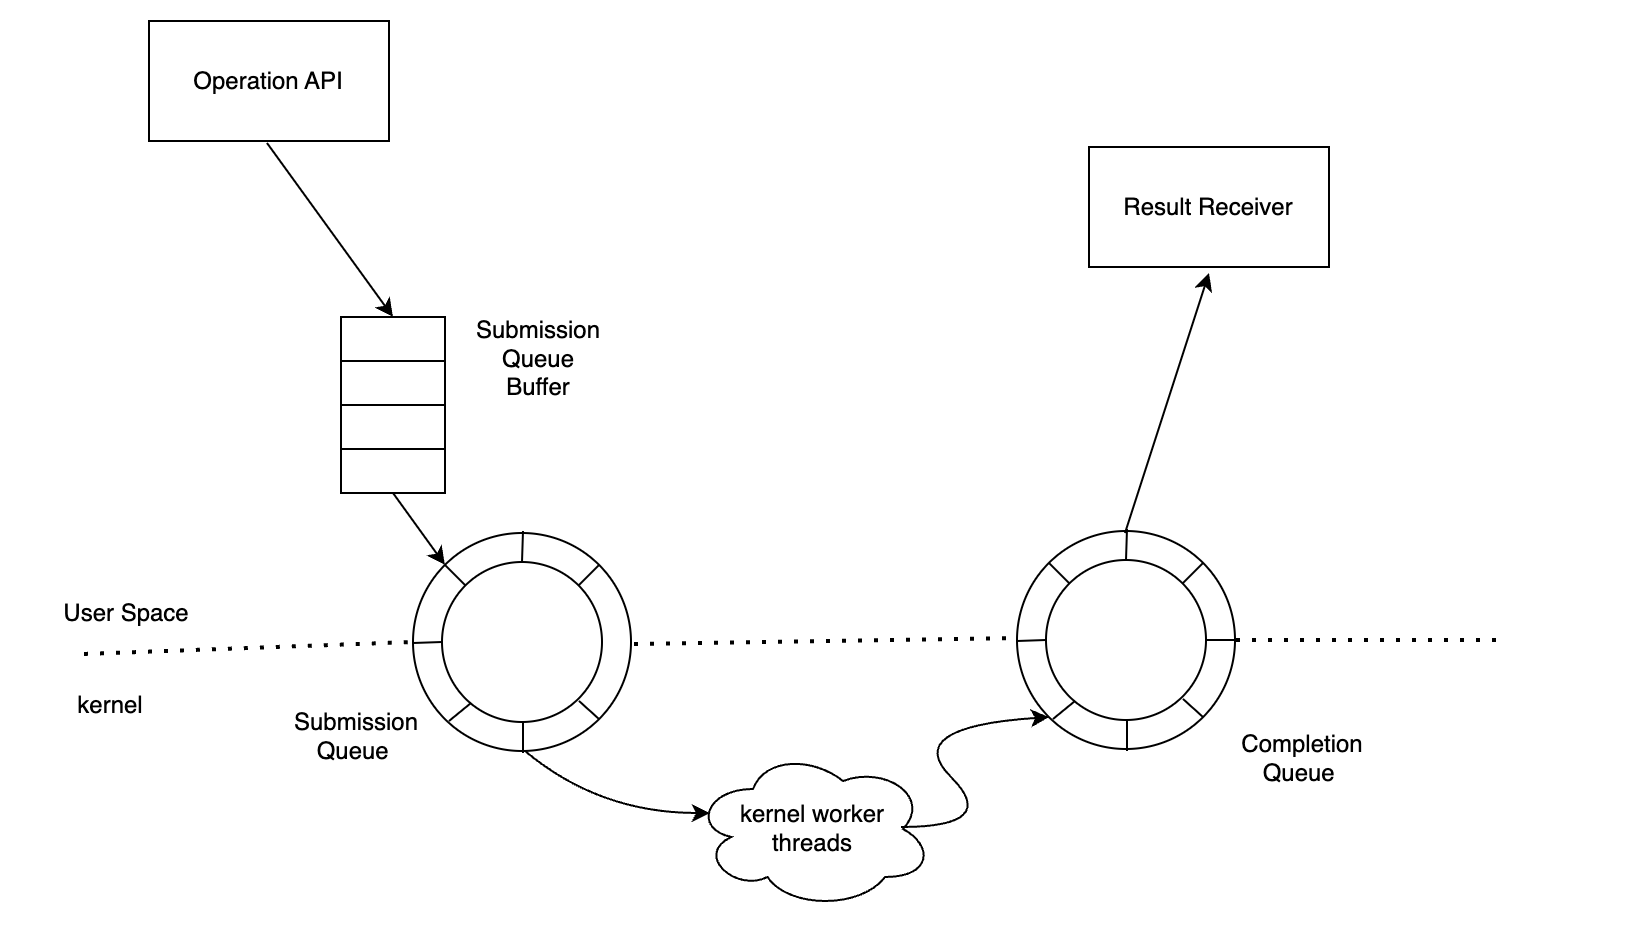 Operation API
Result Receiver
Submission
Queue
Buffer
User Space
kernel
Submission
Queue
Completion
Queue
kernel worker
threads